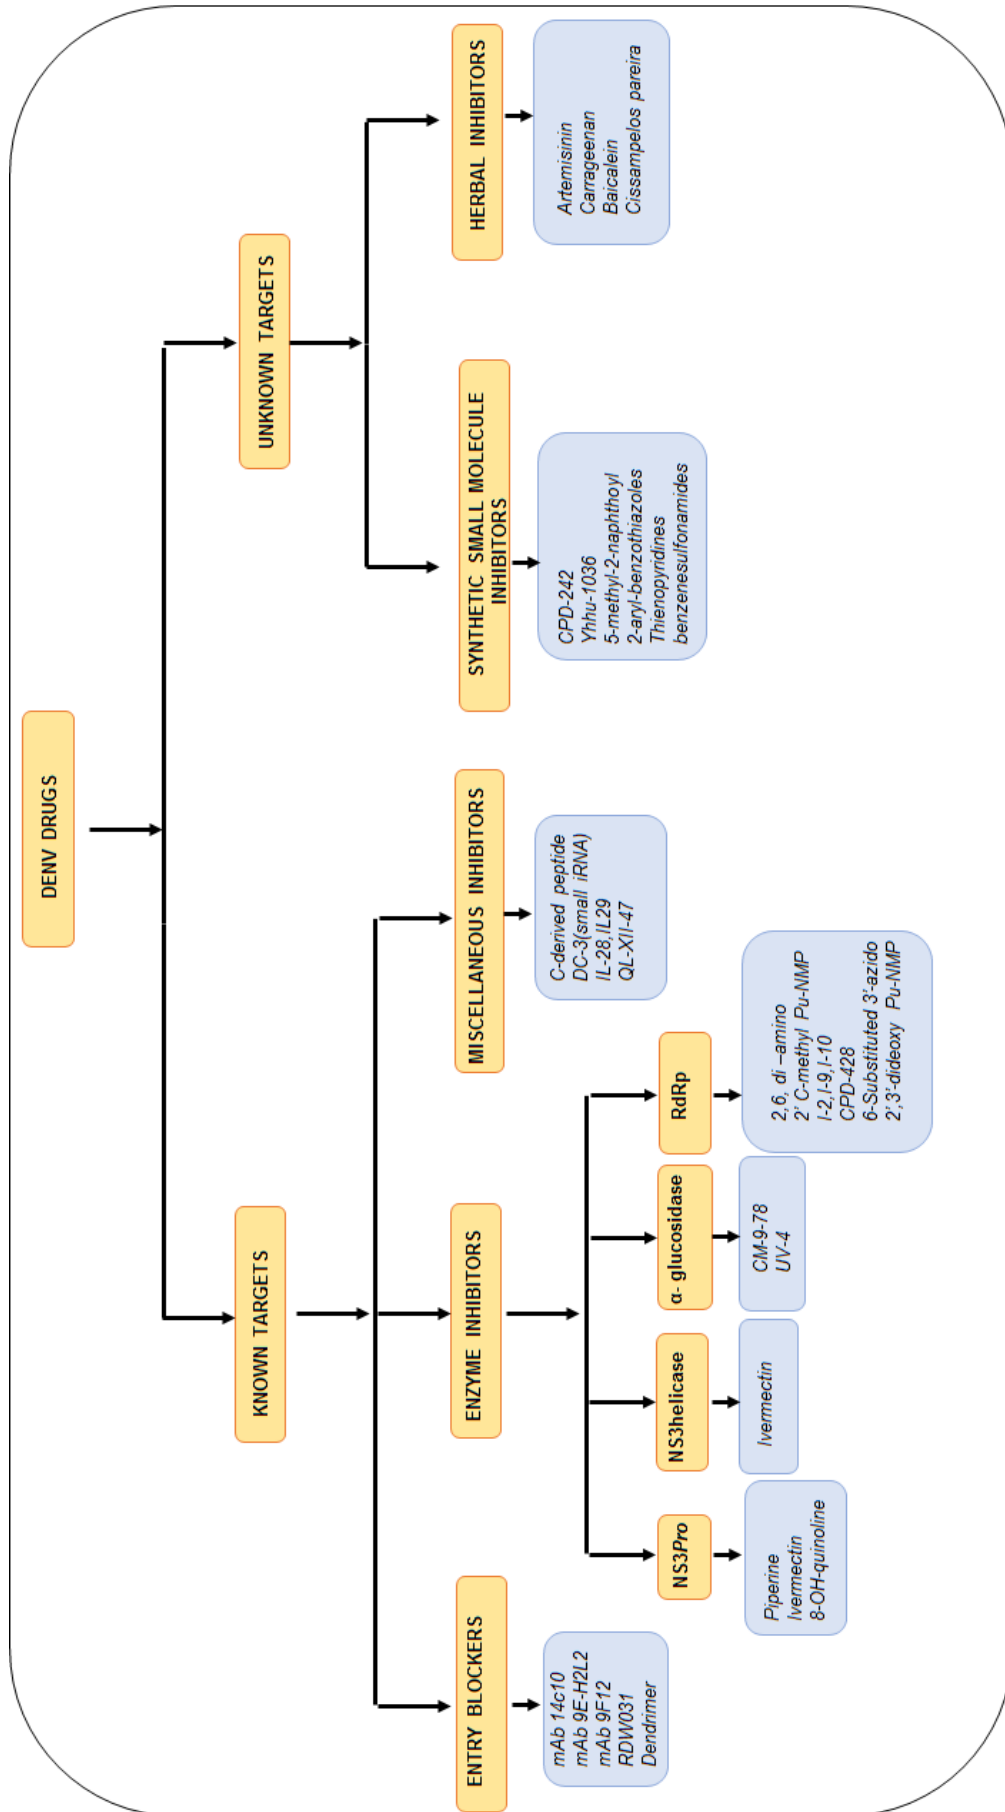 DENV DRUGS
KNOWN TARGETS
UNKNOWN TARGETS
ENTRY BLOCKERS
ENZYME INHIBITORS
MISCELLANEOUS INHIBITORS
SYNTHETIC SMALL MOLECULE
INHIBITORS
HERBAL INHIBITORS
mAb 14c10
mAb 9E-H2L2
mAb 9F12
RDW031
Dendrimer
C-derived peptide
DC-3(small iRNA)
IL-28,IL29
QL-XII-47
CPD-242
Yhhu-1036
5-methyl-2-naphthoyl
2-aryl-benzothiazoles
Thienopyridines
benzenesulfonamides
Artemisinin
Carrageenan
Baicalein
Cissampelos pareira
NS3Pro
NS3helicase
α- glucosidase
RdRp
Piperine
Ivermectin
8-OH-quinoline
Ivermectin
CM-9-78
UV-4
2,6, di –amino
2' C-methyl Pu-NMP
I-2,I-9,I-10
CPD-428
6-Substituted 3'-azido
2',3'-dideoxy Pu-NMP